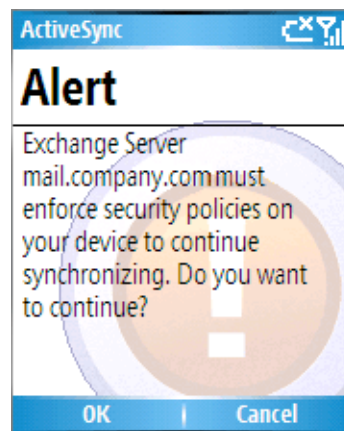 ActiveSync
Alert
Exchange Server
mail.company.com must
enforce security policies on
your device to continue
synchronizing. Do you want
to continue?
OK Cancel